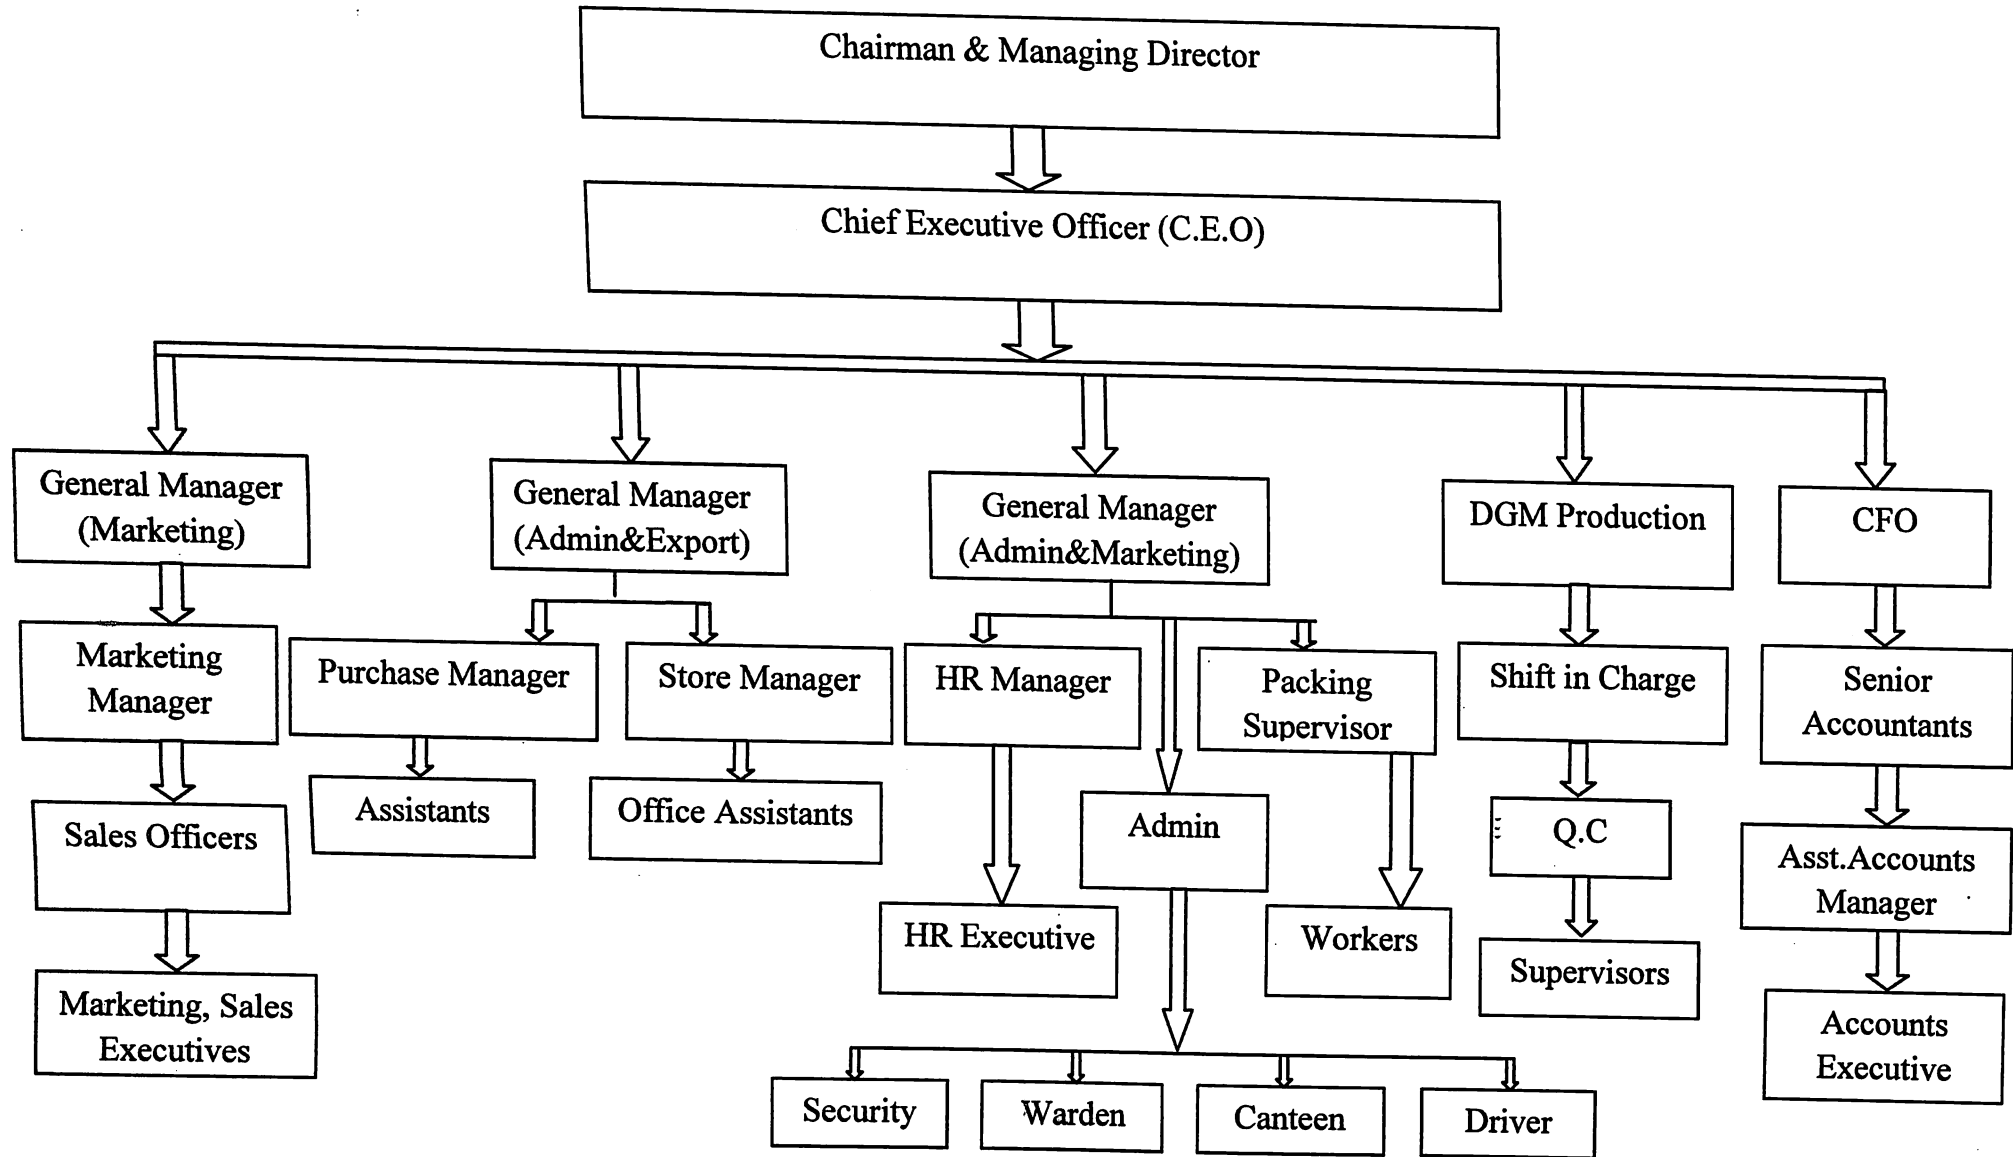 Chairman & Managing Director
Chief Executive Officer (C.E.O)
General Manager
(Marketing)
General Manager
(Admin&Export)
General Manager
(Admin&Marketing)
DGM Production
CFO
Marketing
Manager
Purchase Manager
Store Manager
HR Manager
Packing
Supervisor
Shift in Charge
Senior
Accountants
Assistants
Office Assistants
Admin
Sales Officers
Q.C
Asst.Accounts
Manager
HR Executive
Workers
Supervisors
Marketing, Sales
Executives
Accounts
Executive
Security
Warden
Canteen
Driver